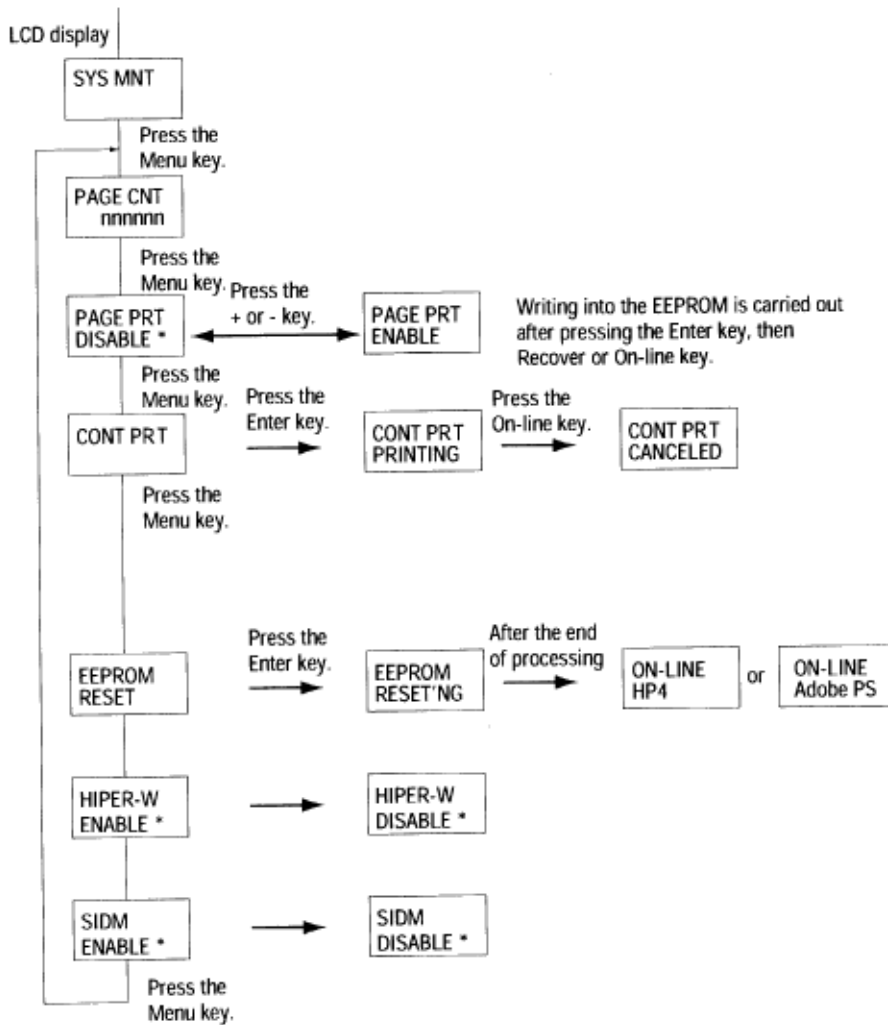 LCD display
SYS MNT
Press the
Menu key.
PAGE CNT
nnnnnn
Press the
Menu key.
PAGE PRT
DISABLE *
Press the
+ or - key.
PAGE PRT
ENABLE
Writing into the EEPROM is carried out
after pressing the Enter key, then
Recover or On-line key.
Press the
Menu key.
CONT PRT
Press the
Enter key.
CONT PRT
PRINTING
Press the
On-line key.
CONT PRT
CANCELED
Press the
Menu key.
EEPROM
RESET
Press the
Enter key.
EEPROM
RESET'NG
After the end
of processing
ON-LINE
HP4
or
ON-LINE
Adobe PS
HIPER-W
ENABLE *
HIPER-W
DISABLE *
SIDM
ENABLE *
SIDM
DISABLE *
Press the
Menu key.